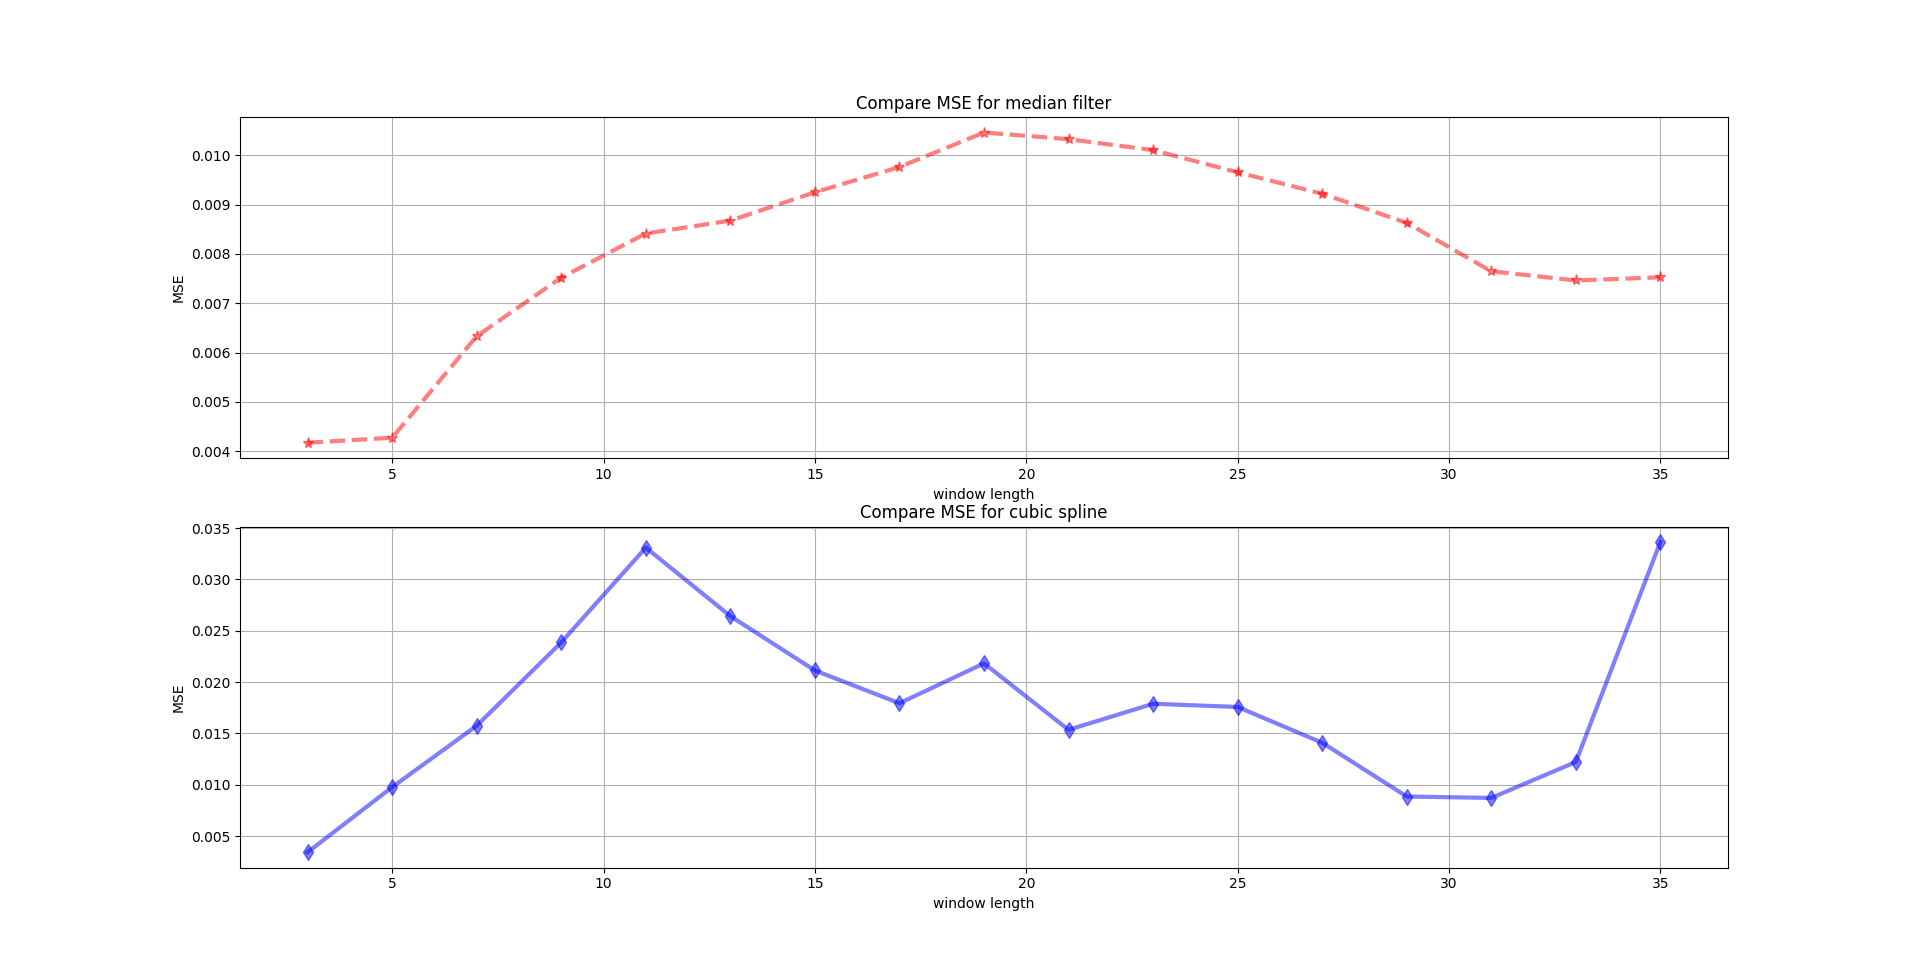 Compare MSE for median filter
MSE
0.010
0.009
0.008
0.007
0.006
0.005
0.004
5 10 15 20 25 30 35
window length
Compare MSE for cubic spline
MSE
0.035
0.030
0.025
0.020
0.015
0.010
0.005
5 10 15 20 25 30 35
window length